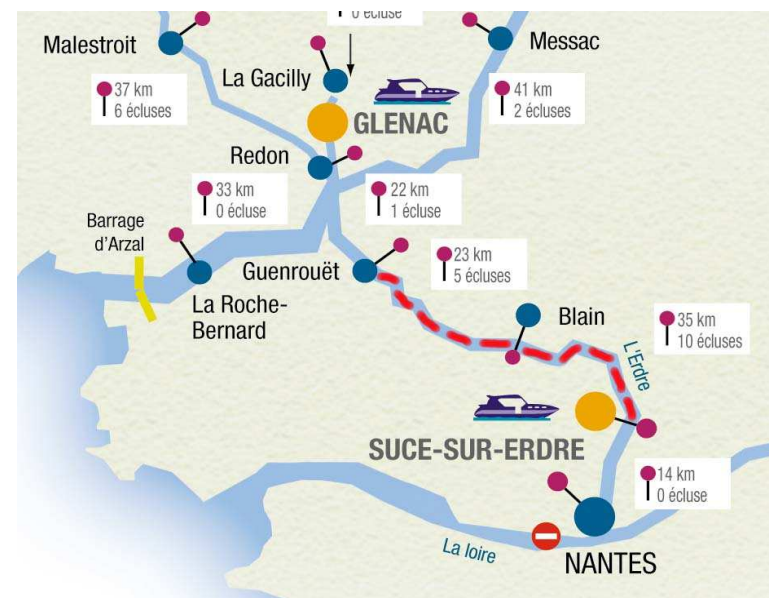 0 écluse
Malestroit
Messac
La Gacilly
37 km
6 écluses
41 km
2 écluses
GLENAC
Redon
33 km
0 écluse
22 km
1 écluse
Barrage
d'Arzal
23 km
5 écluses
Guenrouët
La Roche-
Bernard
Blain
35 km
10 écluses
L'Erdre
SUCE-SUR-ERDRE
14 km
0 écluse
La loire
NANTES